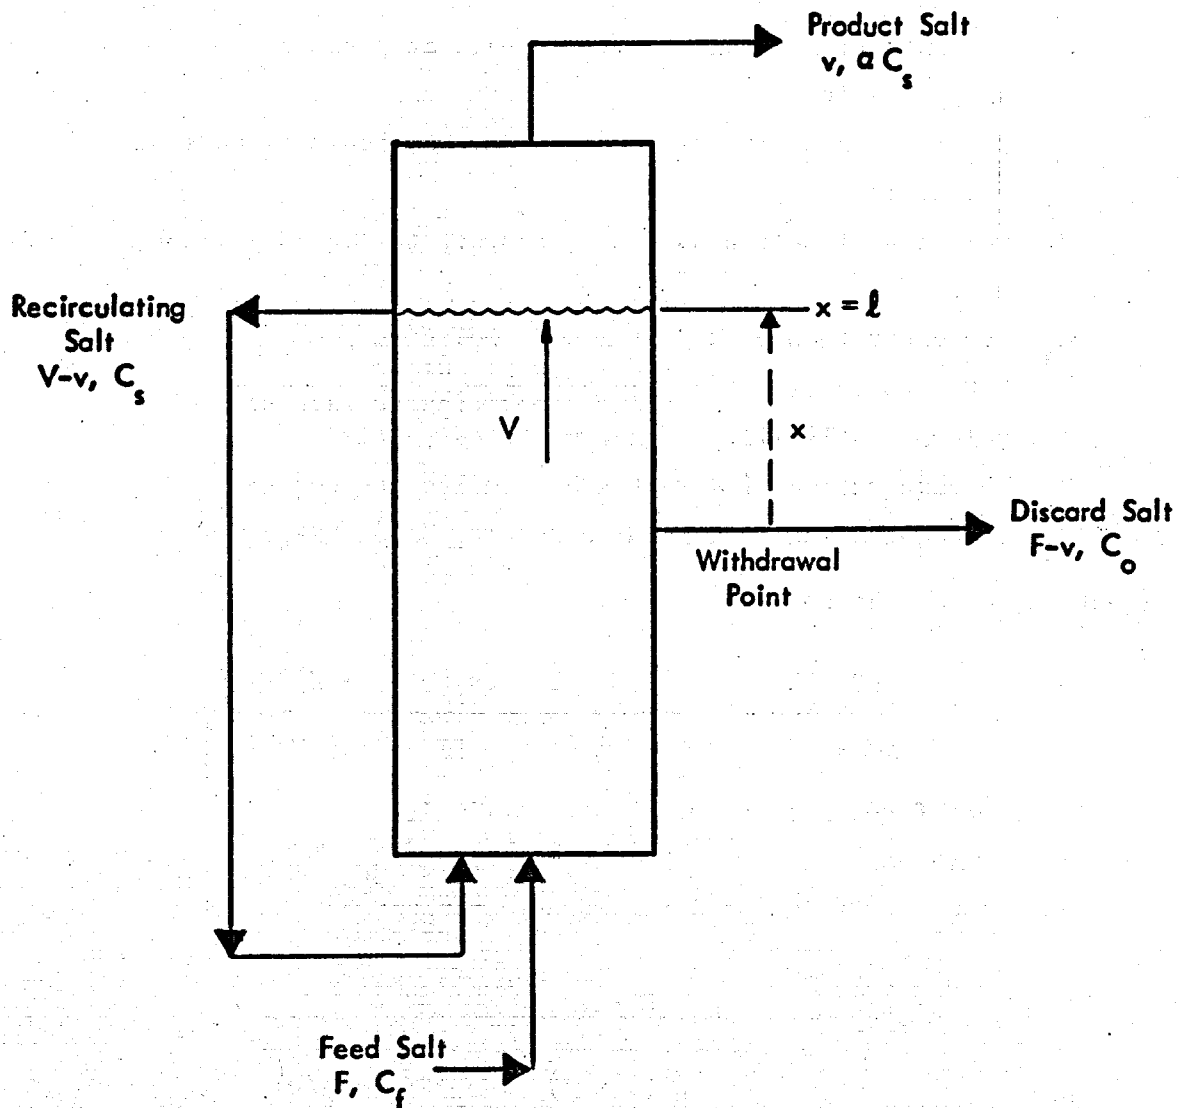 Product Salt
v, α C_s
Recirculating
Salt
V-v, C_s
x = ℓ
V
x
Discard Salt
F-v, C_o
Withdrawal
Point
Feed Salt
F, C_f